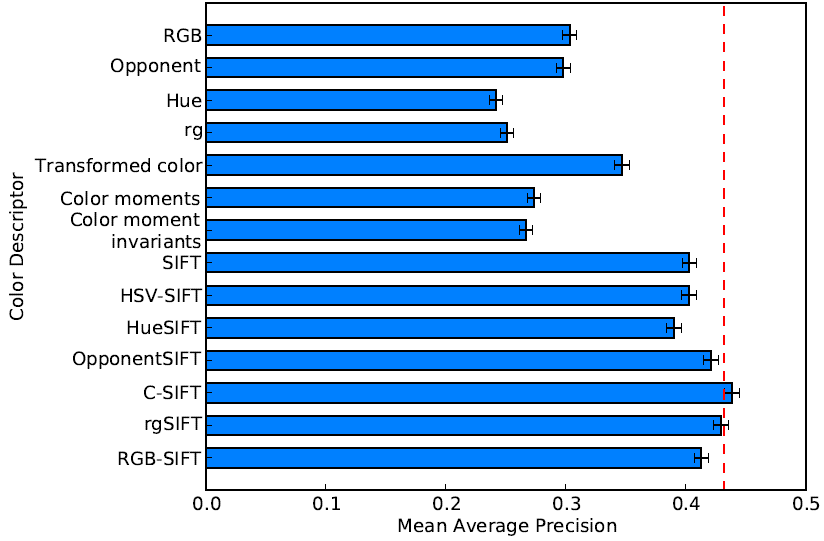 RGB
Opponent
Hue
rg
Transformed color
Color moments
Color moment
invariants
SIFT
HSV-SIFT
HueSIFT
OpponentSIFT
C-SIFT
rgSIFT
RGB-SIFT
Color Descriptor
0.0 0.1 0.2 0.3 0.4 0.5
Mean Average Precision